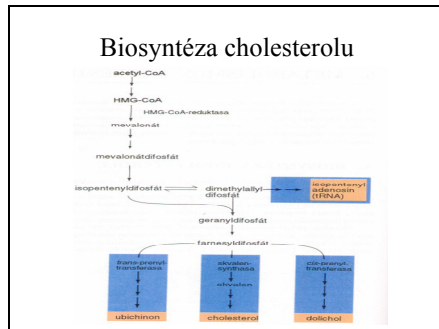 Biosyntéza cholesterolu
acetyl-CoA
HMG-CoA
HMG-CoA-reduktasa
mevalonát
mevalonátdifosfát
isopentenyldifosfát
dimethylallyl
difosfát
isopentenyl
adenosin
(tRNA)
geranyldifosfát
farnesyldifosfát
trans-prenyl-
transferasa
skvalen-
synthasa
cis-prenyl-
transferasa
skvalen
ubichinon
cholesterol
dolichol